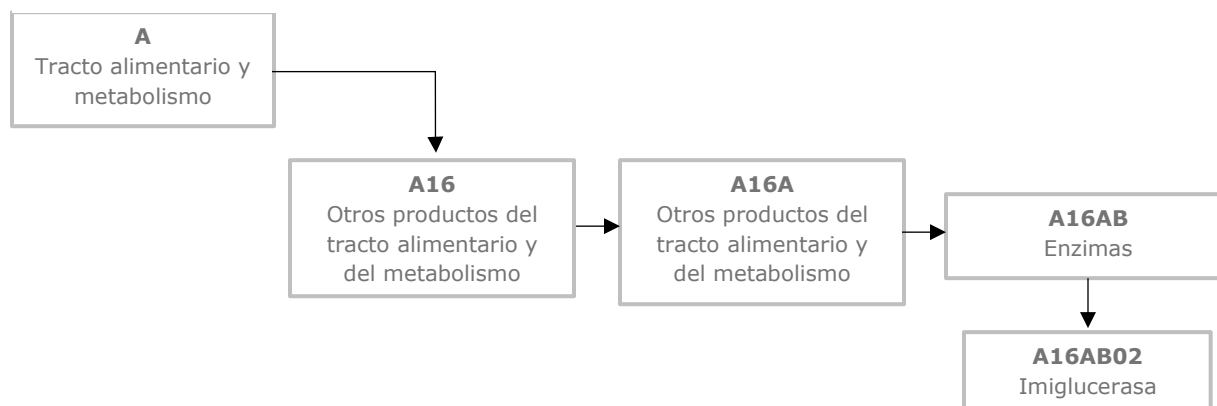 A
Tracto alimentario y
metabolismo
A16
Otros productos del
tracto alimentario y
del metabolismo
A16A
Otros productos del
tracto alimentario y
del metabolismo
A16AB
Enzimas
A16AB02
Imiglucerasa